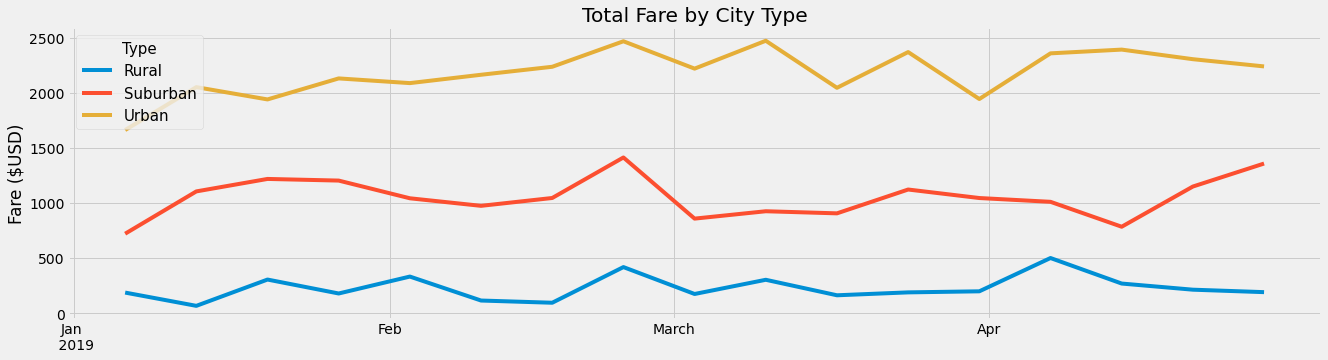 Total Fare by City Type
Fare ($USD)
2500
2000
1500
1000
500
0
Type
Rural
Suburban
Urban
Jan Feb March Apr
2019